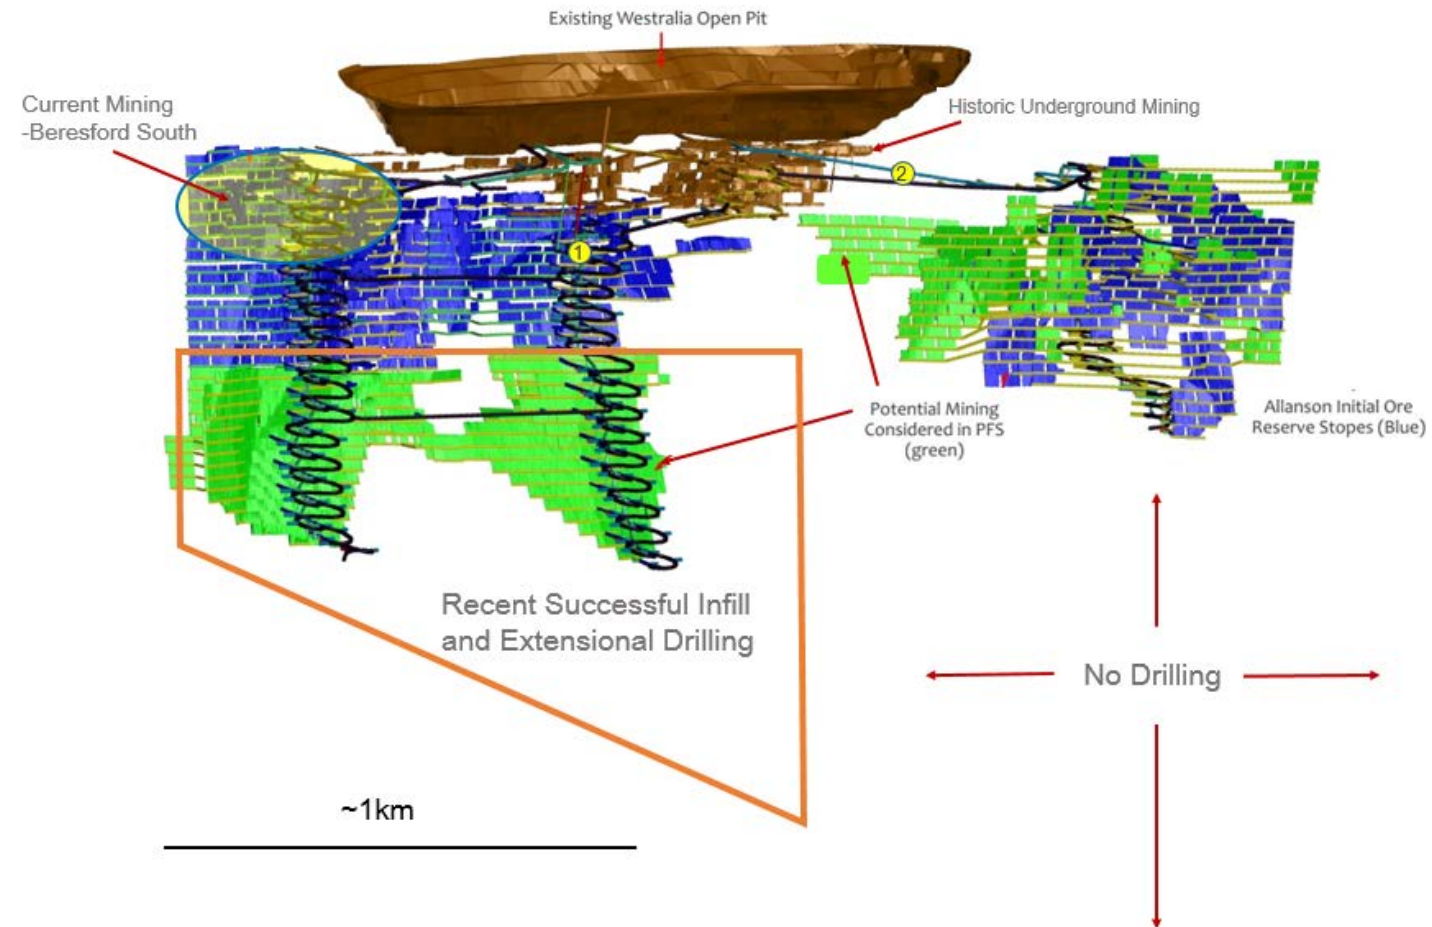 Existing Westralia Open Pit
Current Mining
-Beresford South
Historic Underground Mining
2
1
Potential Mining
Considered in PFS
(green)
Allanson Initial Ore
Reserve Stopes (Blue)
Recent Successful Infill
and Extensional Drilling
No Drilling
~1km